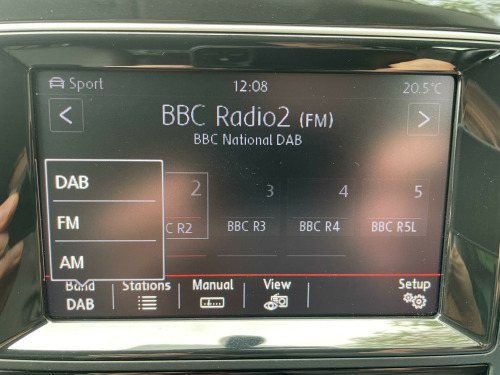 Sport 12:08 20.5°C
BBC Radio2 (FM)
BBC National DAB
DAB
FM
AM
2 3 4 5
C R2 BBC R3 BBC R4 BBC R5L
Band Stations Manual View Setup
DAB